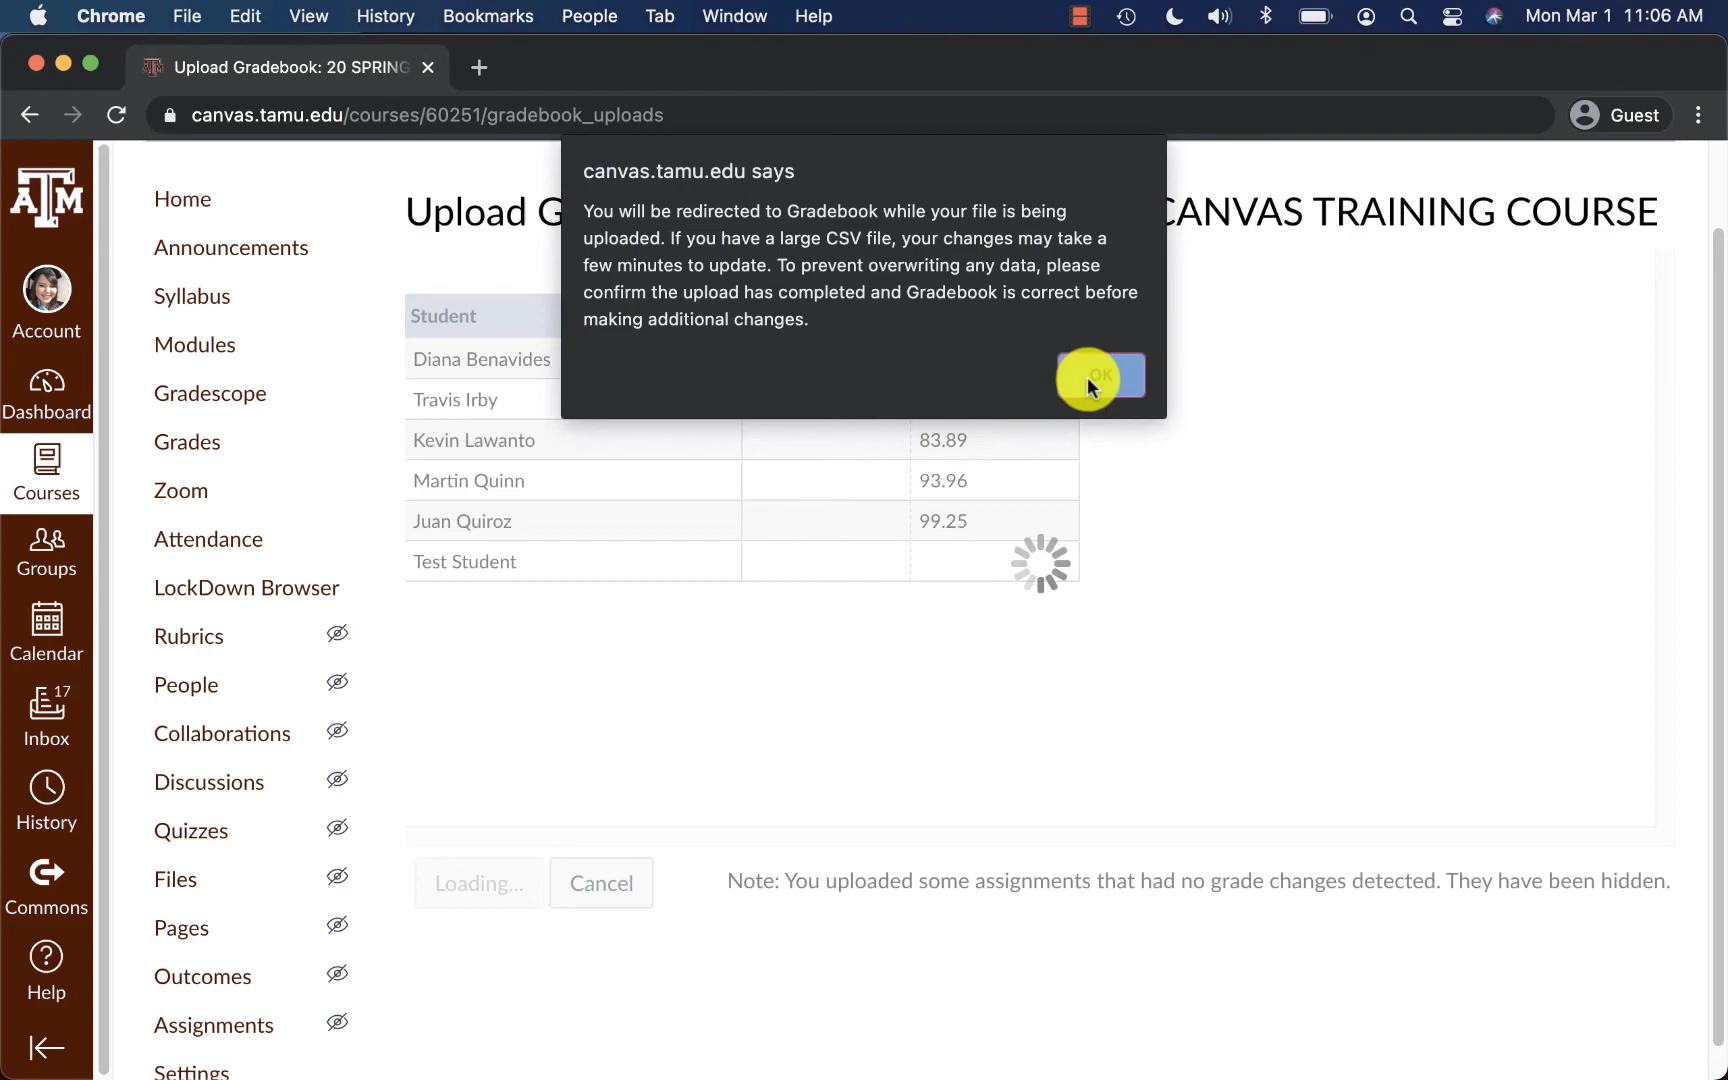 Chrome File Edit View History Bookmarks People Tab Window Help Mon Mar 1 11:06 AM
Upload Gradebook: 20 SPRING
canvas.tamu.edu/courses/60251/gradebook_uploads Guest
ATM
Account
Dashboard
Courses
Groups
Calendar
17
Inbox
History
Commons
Help
Home
Announcements
Syllabus
Modules
Gradescope
Grades
Zoom
Attendance
LockDown Browser
Rubrics
People
Collaborations
Discussions
Quizzes
Files
Pages
Outcomes
Assignments
Settings
Upload G CANVAS TRAINING COURSE
canvas.tamu.edu says
You will be redirected to Gradebook while your file is being
uploaded. If you have a large CSV file, your changes may take a
few minutes to update. To prevent overwriting any data, please
confirm the upload has completed and Gradebook is correct before
making additional changes.
OK
Student
Diana Benavides
Travis Irby
Kevin Lawanto 83.89
Martin Quinn 93.96
Juan Quiroz 99.25
Test Student
Loading... Cancel Note: You uploaded some assignments that had no grade changes detected. They have been hidden.